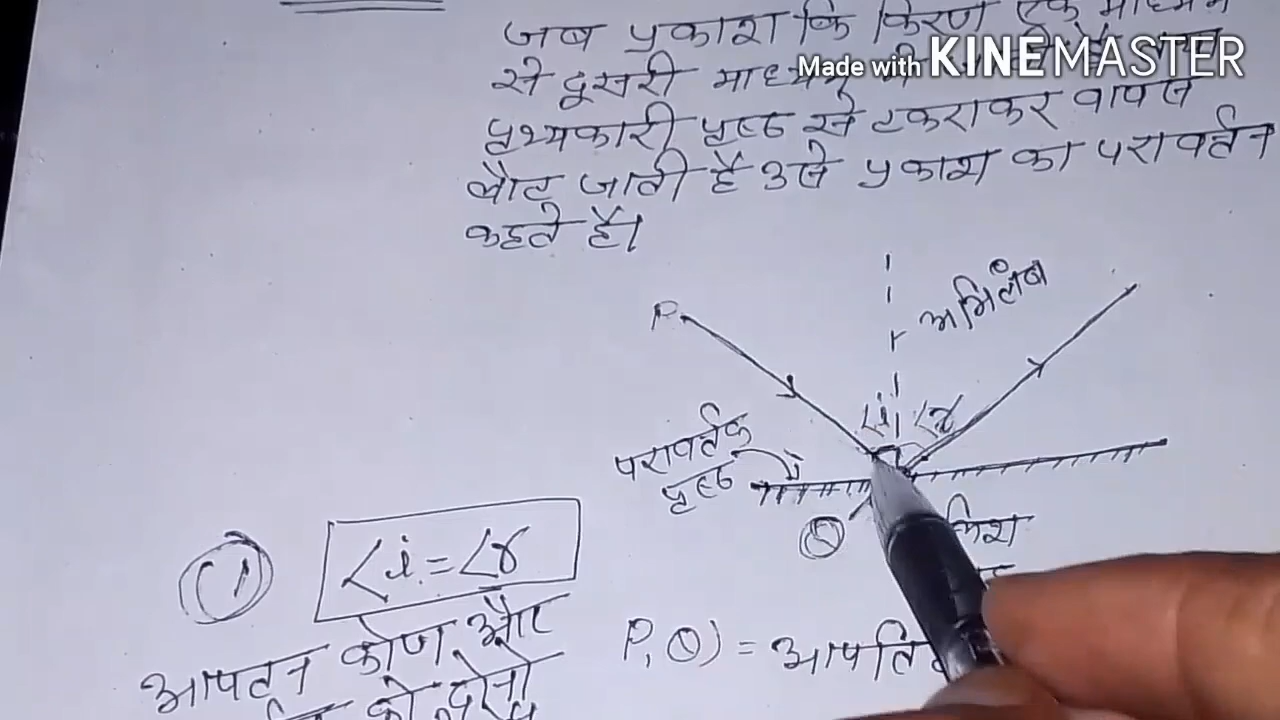 जब प्रकाश कि किरण एक माध्यम
से दूसरी माध्यम
Made with KINEMASTER
पृथ्यकारी पृष्ठ से टकराकर वापस
लौट जाती है उसे प्रकाश का परावर्तन
कहते हैं।
P
अभिलंब
∠i ∠r
परावर्तक
पृष्ठ
Q
①
∠i = ∠r
आपतन कोण और
को दोनो
P, Q) = आपतित